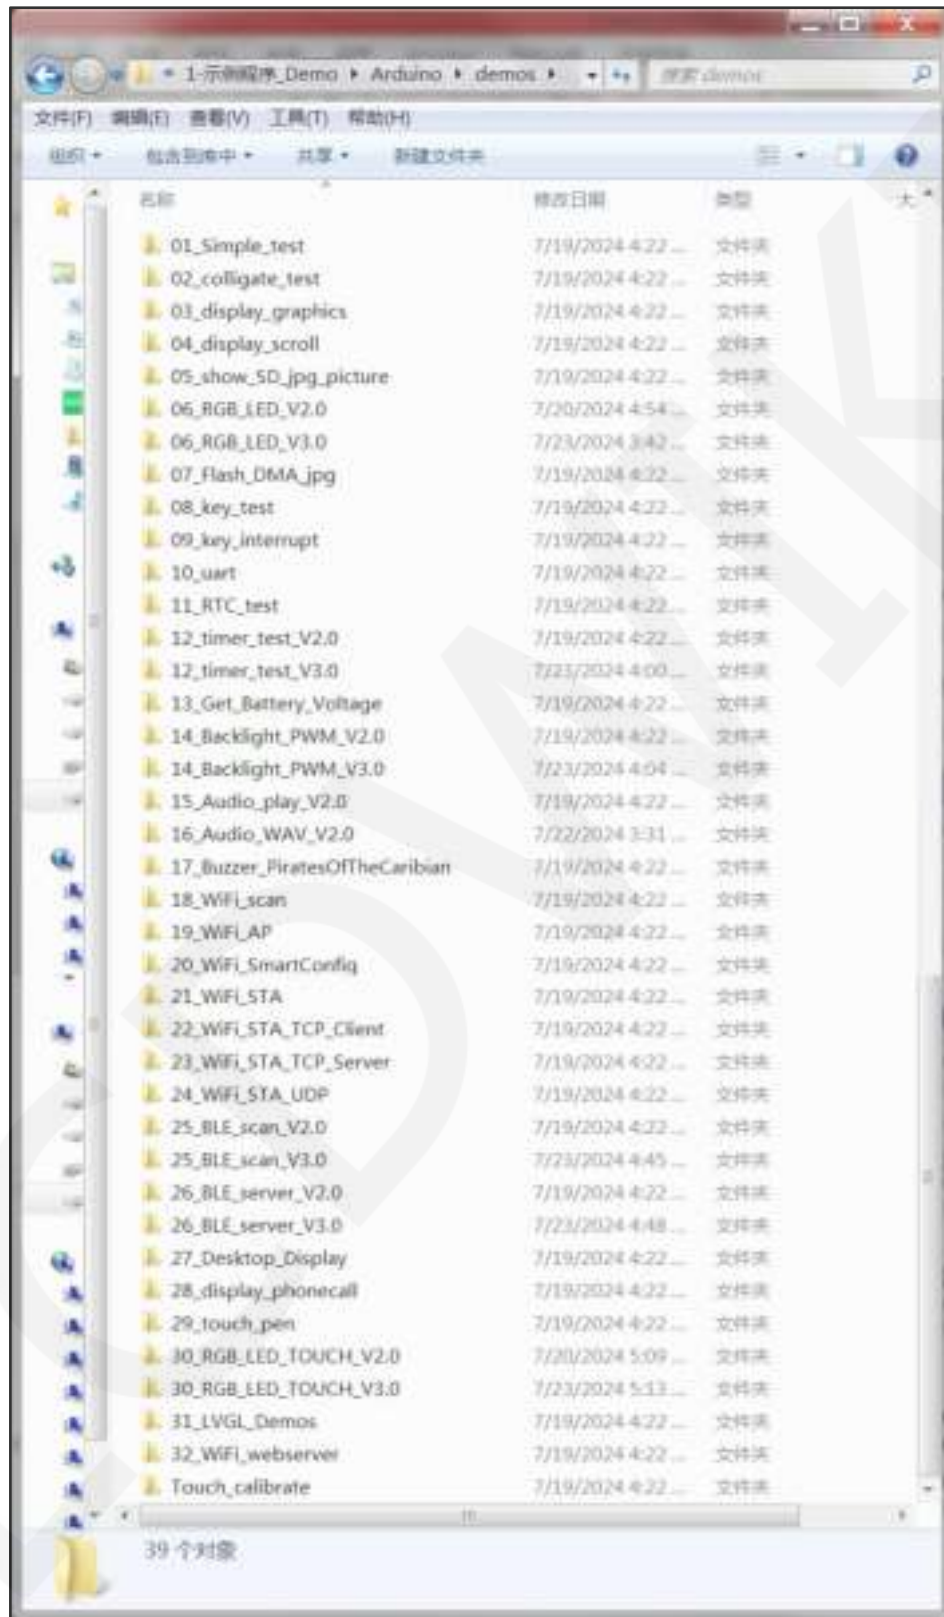 1-示例程序_Demo ▸ Arduino ▸ demos ▸ 搜索 demos
文件(F) 编辑(E) 查看(V) 工具(T) 帮助(H)
组织 包含到库中 共享 新建文件夹
名称 修改日期 类型 大
01_Simple_test 7/19/2024 4:22 ... 文件夹
02_colligate_test 7/19/2024 4:22 ... 文件夹
03_display_graphics 7/19/2024 4:22 ... 文件夹
04_display_scroll 7/19/2024 4:22 ... 文件夹
05_show_SD_jpg_picture 7/19/2024 4:22 ... 文件夹
06_RGB_LED_V2.0 7/20/2024 4:54 ... 文件夹
06_RGB_LED_V3.0 7/23/2024 3:42 ... 文件夹
07_Flash_DMA_jpg 7/19/2024 4:22 ... 文件夹
08_key_test 7/19/2024 4:22 ... 文件夹
09_key_interrupt 7/19/2024 4:22 ... 文件夹
10_uart 7/19/2024 4:22 ... 文件夹
11_RTC_test 7/19/2024 4:22 ... 文件夹
12_timer_test_V2.0 7/19/2024 4:22 ... 文件夹
12_timer_test_V3.0 7/23/2024 4:00 ... 文件夹
13_Get_Battery_Voltage 7/19/2024 4:22 ... 文件夹
14_Backlight_PWM_V2.0 7/19/2024 4:22 ... 文件夹
14_Backlight_PWM_V3.0 7/23/2024 4:04 ... 文件夹
15_Audio_play_V2.0 7/19/2024 4:22 ... 文件夹
16_Audio_WAV_V2.0 7/22/2024 3:31 ... 文件夹
17_Buzzer_PiratesOfTheCaribian 7/19/2024 4:22 ... 文件夹
18_WiFi_scan 7/19/2024 4:22 ... 文件夹
19_WiFi_AP 7/19/2024 4:22 ... 文件夹
20_WiFi_SmartConfiq 7/19/2024 4:22 ... 文件夹
21_WiFi_STA 7/19/2024 4:22 ... 文件夹
22_WiFi_STA_TCP_Client 7/19/2024 4:22 ... 文件夹
23_WiFi_STA_TCP_Server 7/19/2024 4:22 ... 文件夹
24_WiFi_STA_UDP 7/19/2024 4:22 ... 文件夹
25_BLE_scan_V2.0 7/19/2024 4:22 ... 文件夹
25_BLE_scan_V3.0 7/23/2024 4:45 ... 文件夹
26_BLE_server_V2.0 7/19/2024 4:22 ... 文件夹
26_BLE_server_V3.0 7/23/2024 4:48 ... 文件夹
27_Desktop_Display 7/19/2024 4:22 ... 文件夹
28_display_phonecall 7/19/2024 4:22 ... 文件夹
29_touch_pen 7/19/2024 4:22 ... 文件夹
30_RGB_LED_TOUCH_V2.0 7/20/2024 5:09 ... 文件夹
30_RGB_LED_TOUCH_V3.0 7/23/2024 5:13 ... 文件夹
31_LVGL_Demos 7/19/2024 4:22 ... 文件夹
32_WiFi_webserver 7/19/2024 4:22 ... 文件夹
Touch_calibrate 7/19/2024 4:22 ... 文件夹
39 个对象